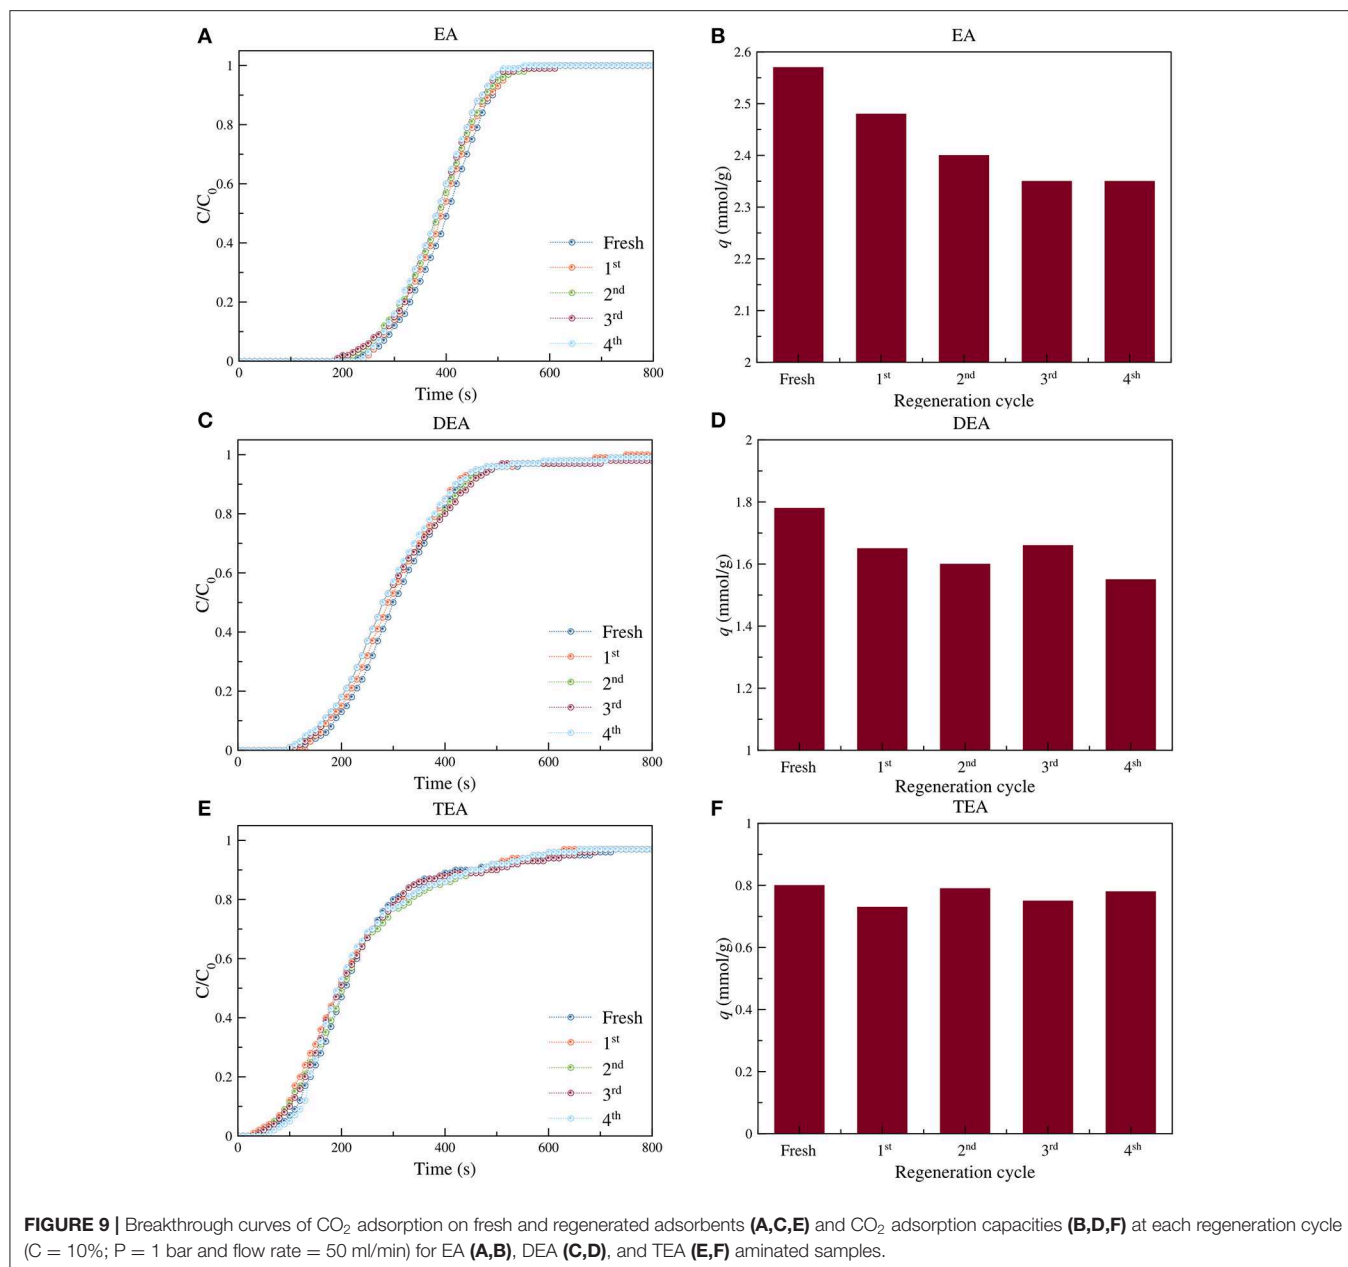 A
EA
1
0.8
0.6
0.4
0.2
0
C/C0
Fresh
1st
2nd
3rd
4th
0 200 400 600 800
Time (s)
B
EA
2.6
2.5
2.4
2.3
2.2
2.1
2
q (mmol/g)
Fresh 1st 2nd 3rd 4sh
Regeneration cycle
C
DEA
1
0.8
0.6
0.4
0.2
0
C/C0
Fresh
1st
2nd
3rd
4th
0 200 400 600 800
Time (s)
D
DEA
2
1.8
1.6
1.4
1.2
1
q (mmol/g)
Fresh 1st 2nd 3rd 4sh
Regeneration cycle
E
TEA
1
0.8
0.6
0.4
0.2
0
C/C0
Fresh
1st
2nd
3rd
4th
0 200 400 600 800
Time (s)
F
TEA
1
0.8
0.6
0.4
0.2
0
q (mmol/g)
Fresh 1st 2nd 3rd 4sh
Regeneration cycle
FIGURE 9 | Breakthrough curves of CO2 adsorption on fresh and regenerated adsorbents (A,C,E) and CO2 adsorption capacities (B,D,F) at each regeneration cycle
(C = 10%; P = 1 bar and flow rate = 50 ml/min) for EA (A,B), DEA (C,D), and TEA (E,F) aminated samples.